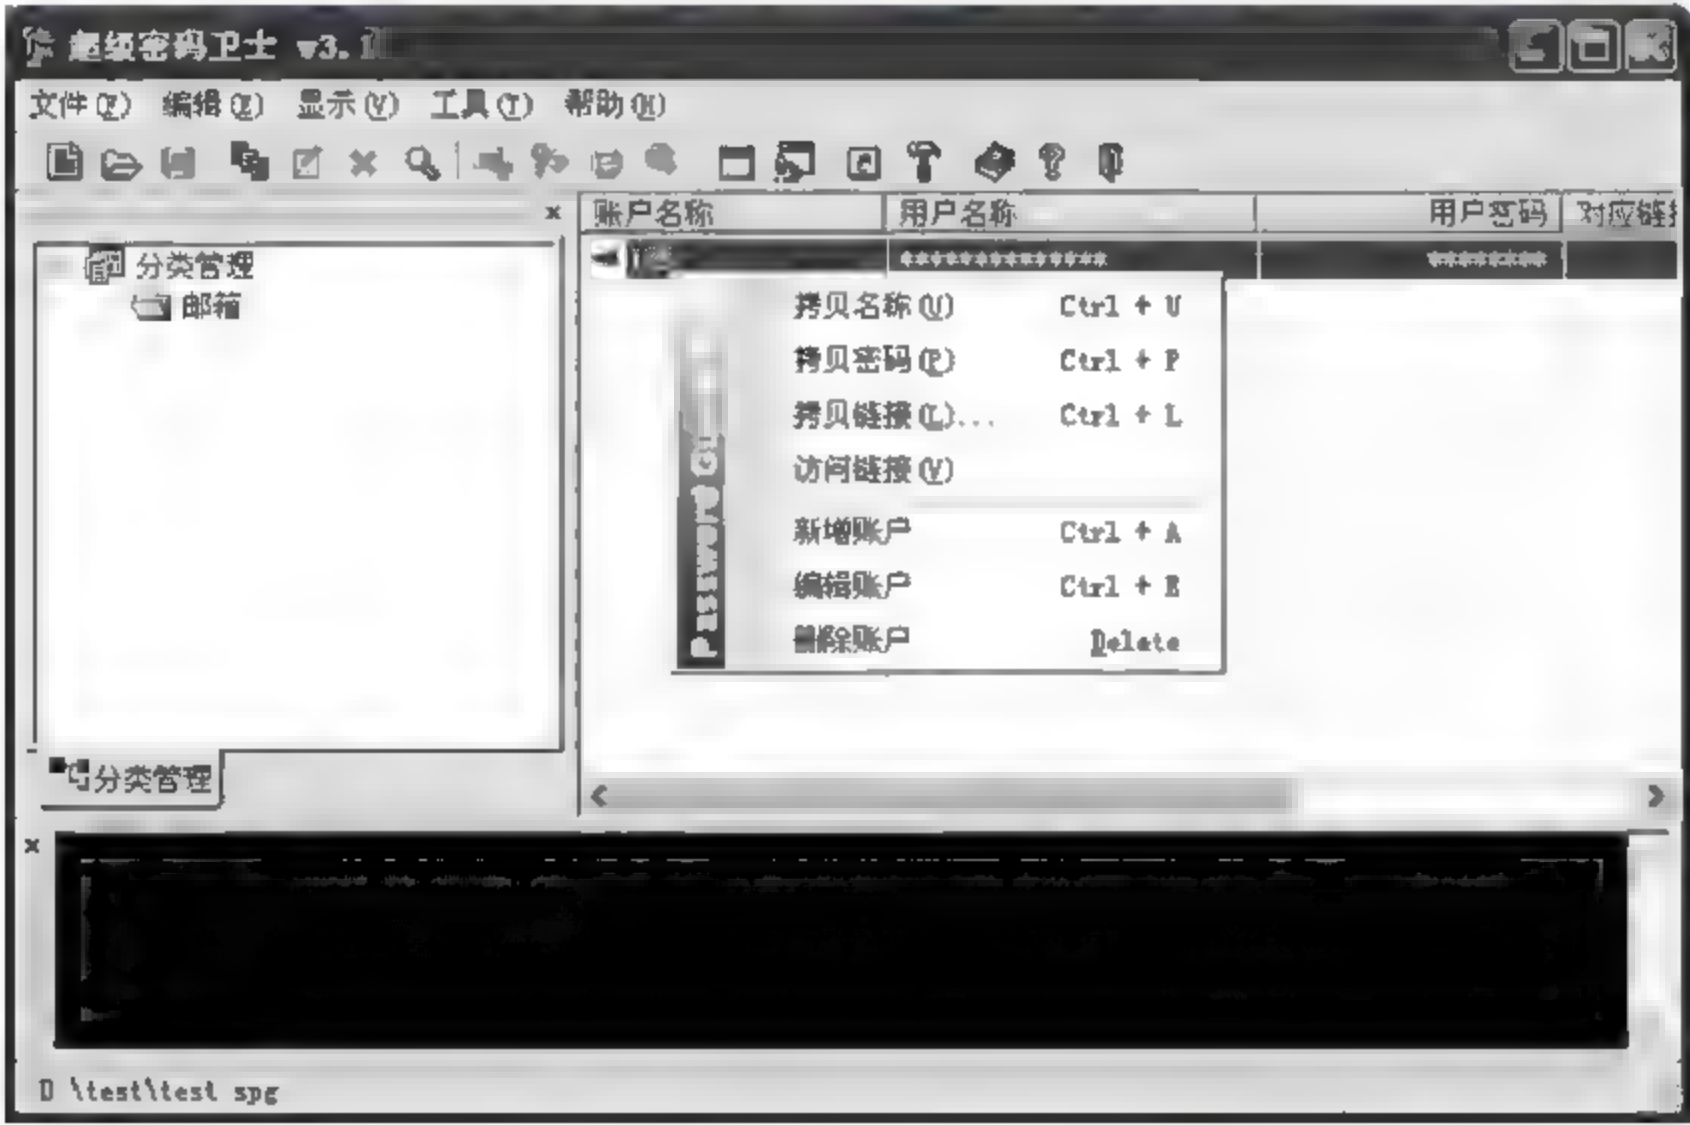 超级密码卫士 v3.1
文件(F) 编辑(E) 显示(V) 工具(T) 帮助(H)
账户名称 用户名称 用户密码 对应链接
************** ********
分类管理
邮箱
拷贝名称(U) Ctrl + U
拷贝密码(P) Ctrl + P
拷贝链接(L)... Ctrl + L
访问链接(V)
新增账户 Ctrl + A
编辑账户 Ctrl + E
删除账户 Delete
Password
分类管理
D \test\test spg